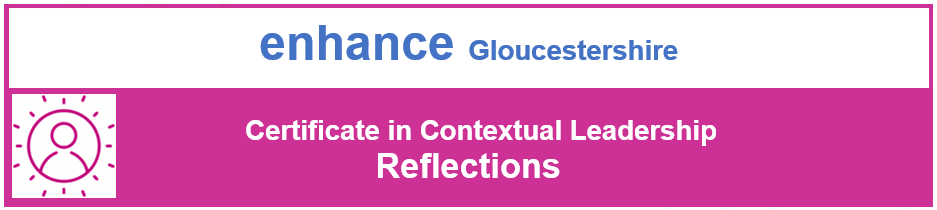 enhance Gloucestershire
Certificate in Contextual Leadership
Reflections